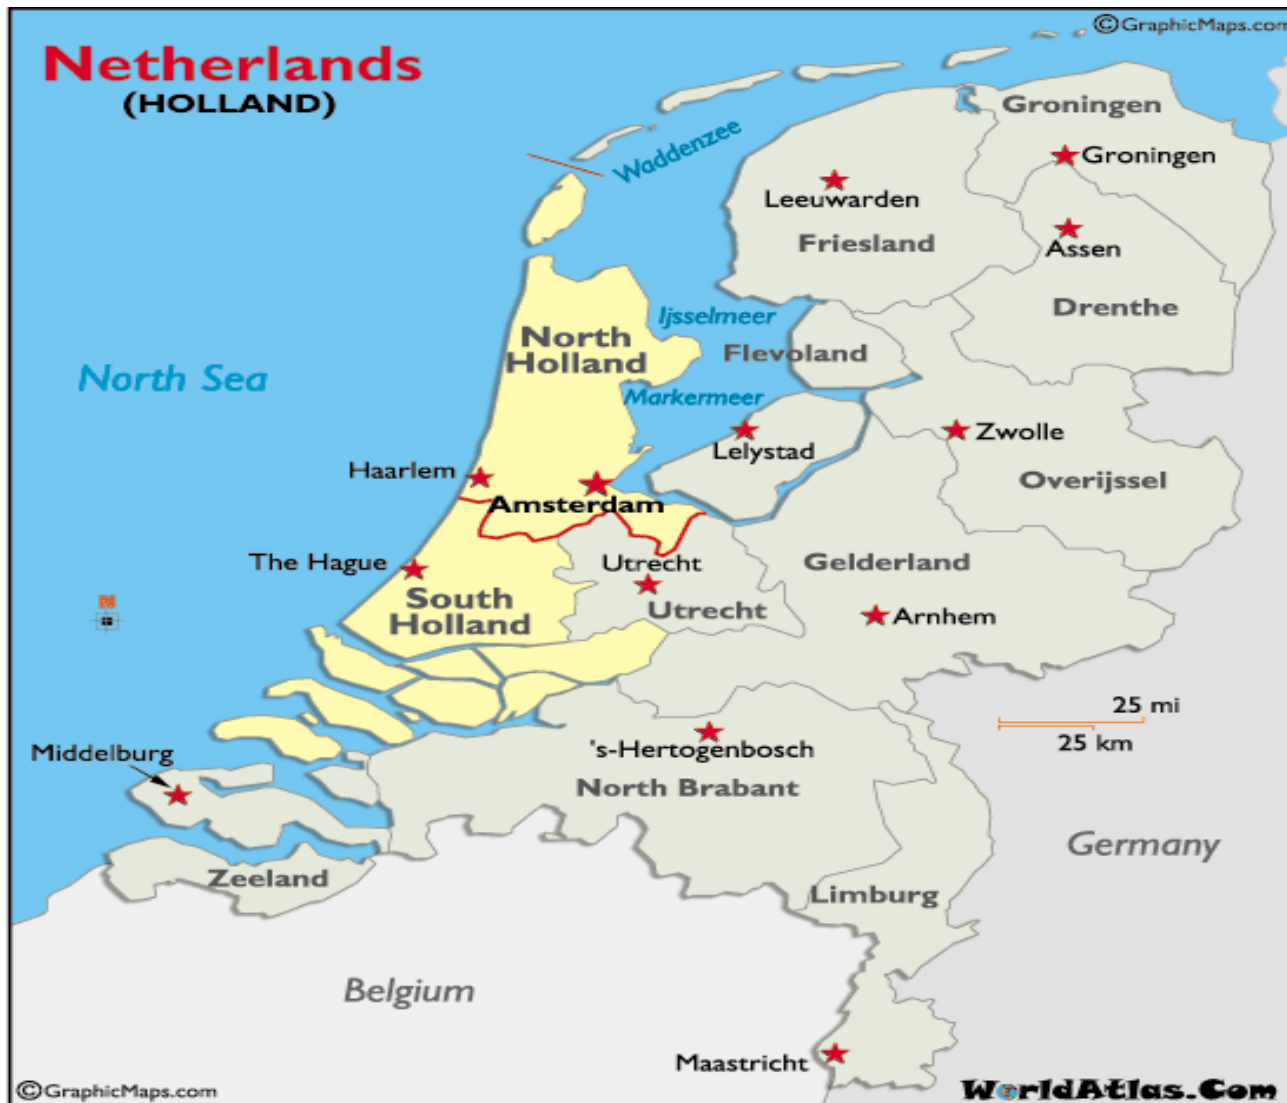 ©GraphicMaps.com
Netherlands
(HOLLAND)
Waddenzee
Groningen
Groningen
Leeuwarden
Friesland
Assen
Drenthe
Ijsselmeer
North
Holland
Flevoland
North Sea
Markermeer
Zwolle
Lelystad
Haarlem
Overijssel
Amsterdam
The Hague
Utrecht
Gelderland
South
Holland
Utrecht
Arnhem
N
25 mi
25 km
Middelburg
's-Hertogenbosch
North Brabant
Germany
Zeeland
Limburg
Belgium
Maastricht
©GraphicMaps.com
WorldAtlas.Com